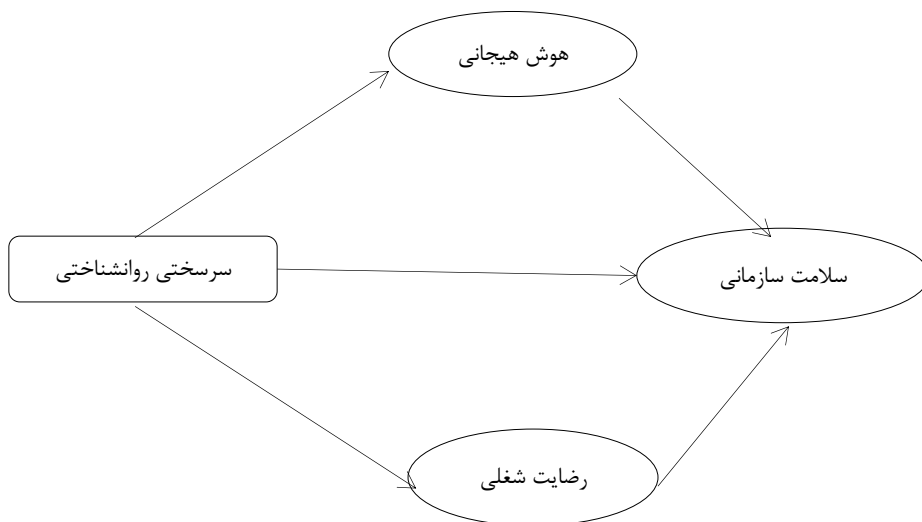 هوش هیجانی
سرسختی روانشناختی
سلامت سازمانی
رضایت شغلی